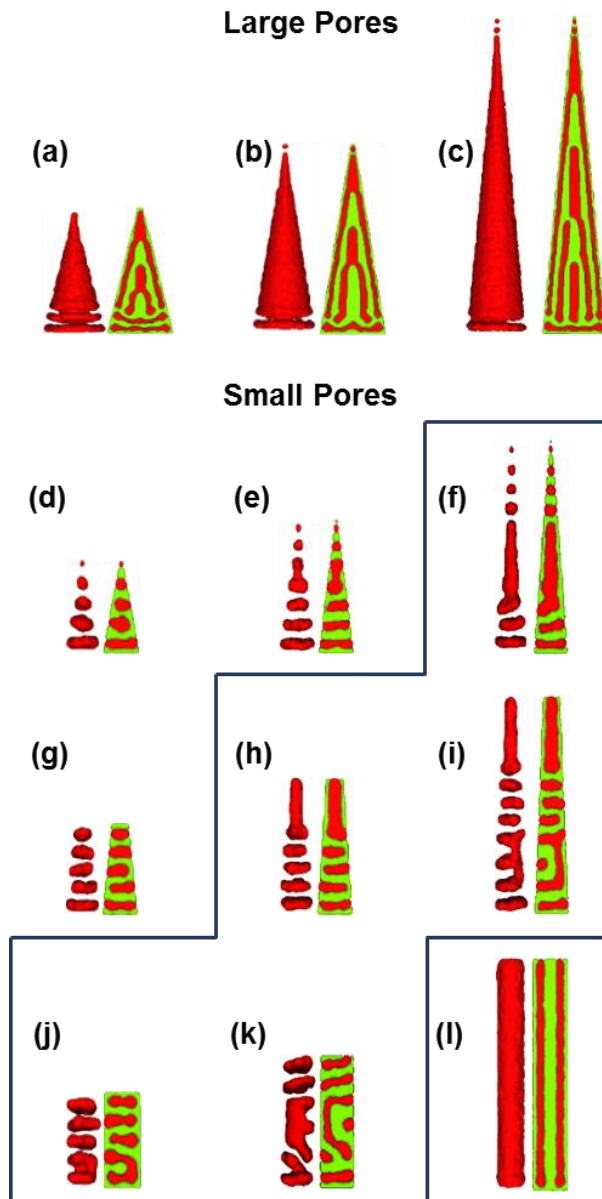 Large Pores
(a)
(b)
(c)
Small Pores
(d)
(e)
(f)
(g)
(h)
(i)
(j)
(k)
(l)